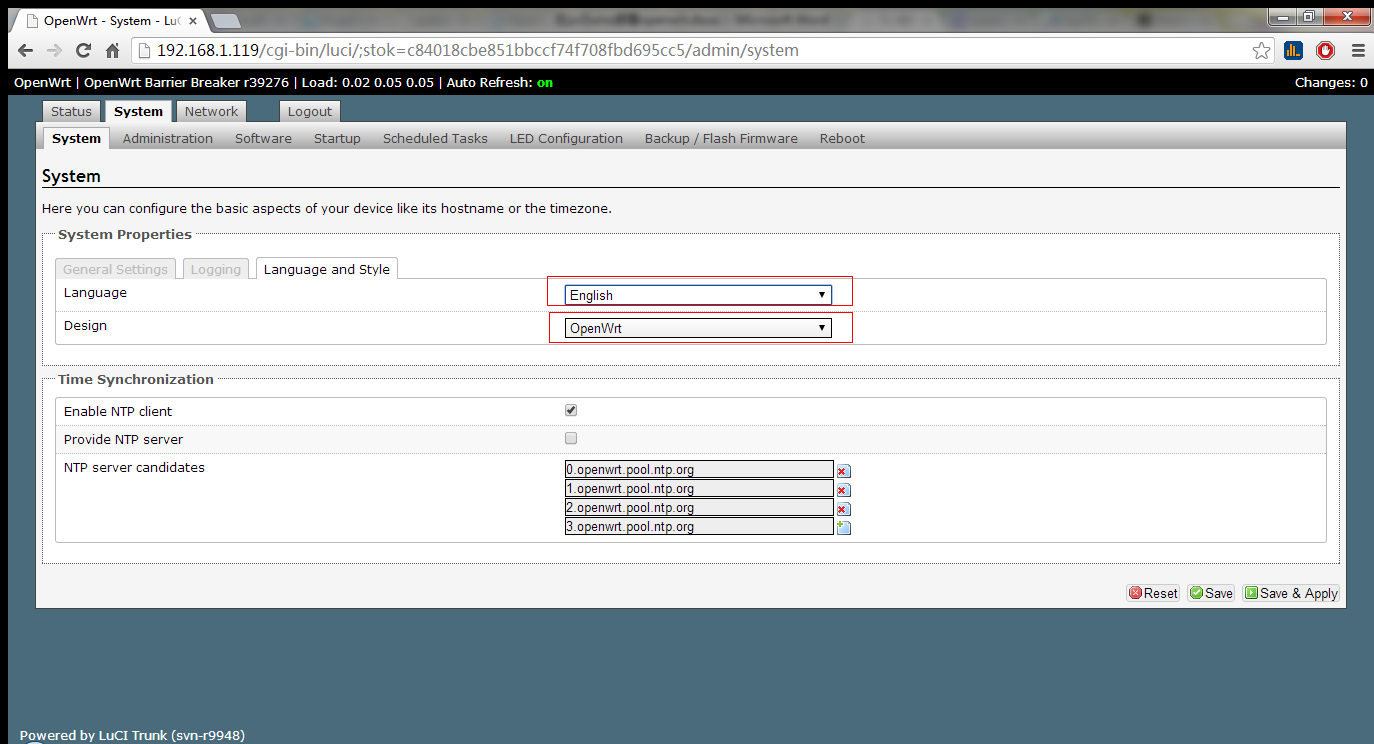 OpenWrt - System - Lu
192.168.1.119/cgi-bin/luci/;stok=c84018cbe851bbccf74f708fbd695cc5/admin/system
OpenWrt | OpenWrt Barrier Breaker r39276 | Load: 0.02 0.05 0.05 | Auto Refresh: on Changes: 0
Status System Network Logout
System Administration Software Startup Scheduled Tasks LED Configuration Backup / Flash Firmware Reboot
System
Here you can configure the basic aspects of your device like its hostname or the timezone.
System Properties
General Settings Logging Language and Style
Language English
Design OpenWrt
Time Synchronization
Enable NTP client
Provide NTP server
NTP server candidates 0.openwrt.pool.ntp.org
1.openwrt.pool.ntp.org
2.openwrt.pool.ntp.org
3.openwrt.pool.ntp.org
Reset Save Save & Apply
Powered by LuCI Trunk (svn-r9948)